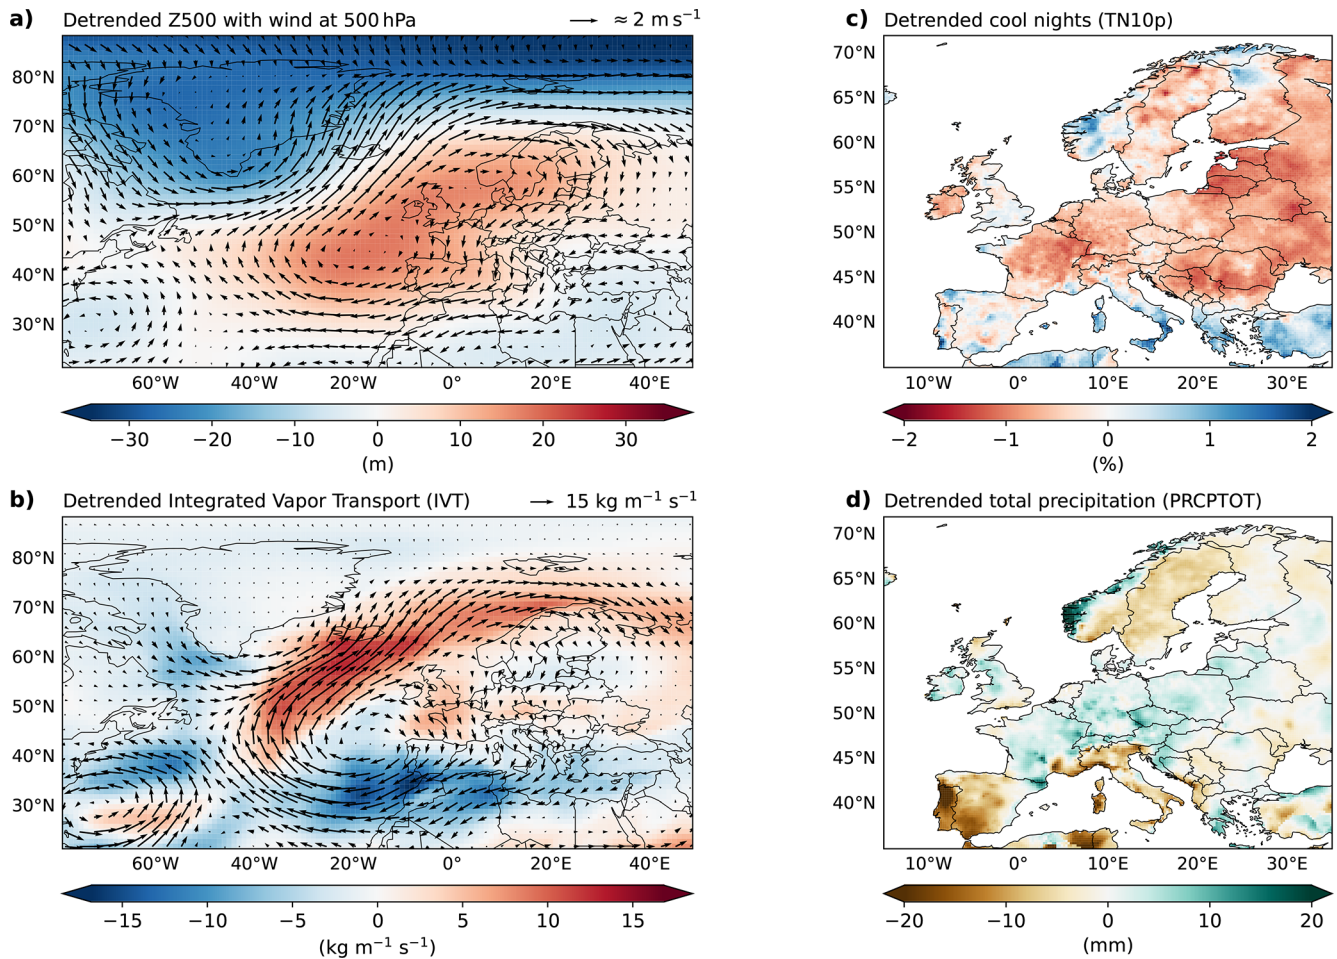 a) Detrended Z500 with wind at 500 hPa ≈ 2 m s⁻¹
80°N
70°N
60°N
50°N
40°N
30°N
60°W 40°W 20°W 0° 20°E 40°E
−30 −20 −10 0 10 20 30
(m)
b) Detrended Integrated Vapor Transport (IVT) 15 kg m⁻¹ s⁻¹
80°N
70°N
60°N
50°N
40°N
30°N
60°W 40°W 20°W 0° 20°E 40°E
−15 −10 −5 0 5 10 15
(kg m⁻¹ s⁻¹)
c) Detrended cool nights (TN10p)
70°N
65°N
60°N
55°N
50°N
45°N
40°N
10°W 0° 10°E 20°E 30°E
−2 −1 0 1 2
(%)
d) Detrended total precipitation (PRCPTOT)
70°N
65°N
60°N
55°N
50°N
45°N
40°N
10°W 0° 10°E 20°E 30°E
−20 −10 0 10 20
(mm)